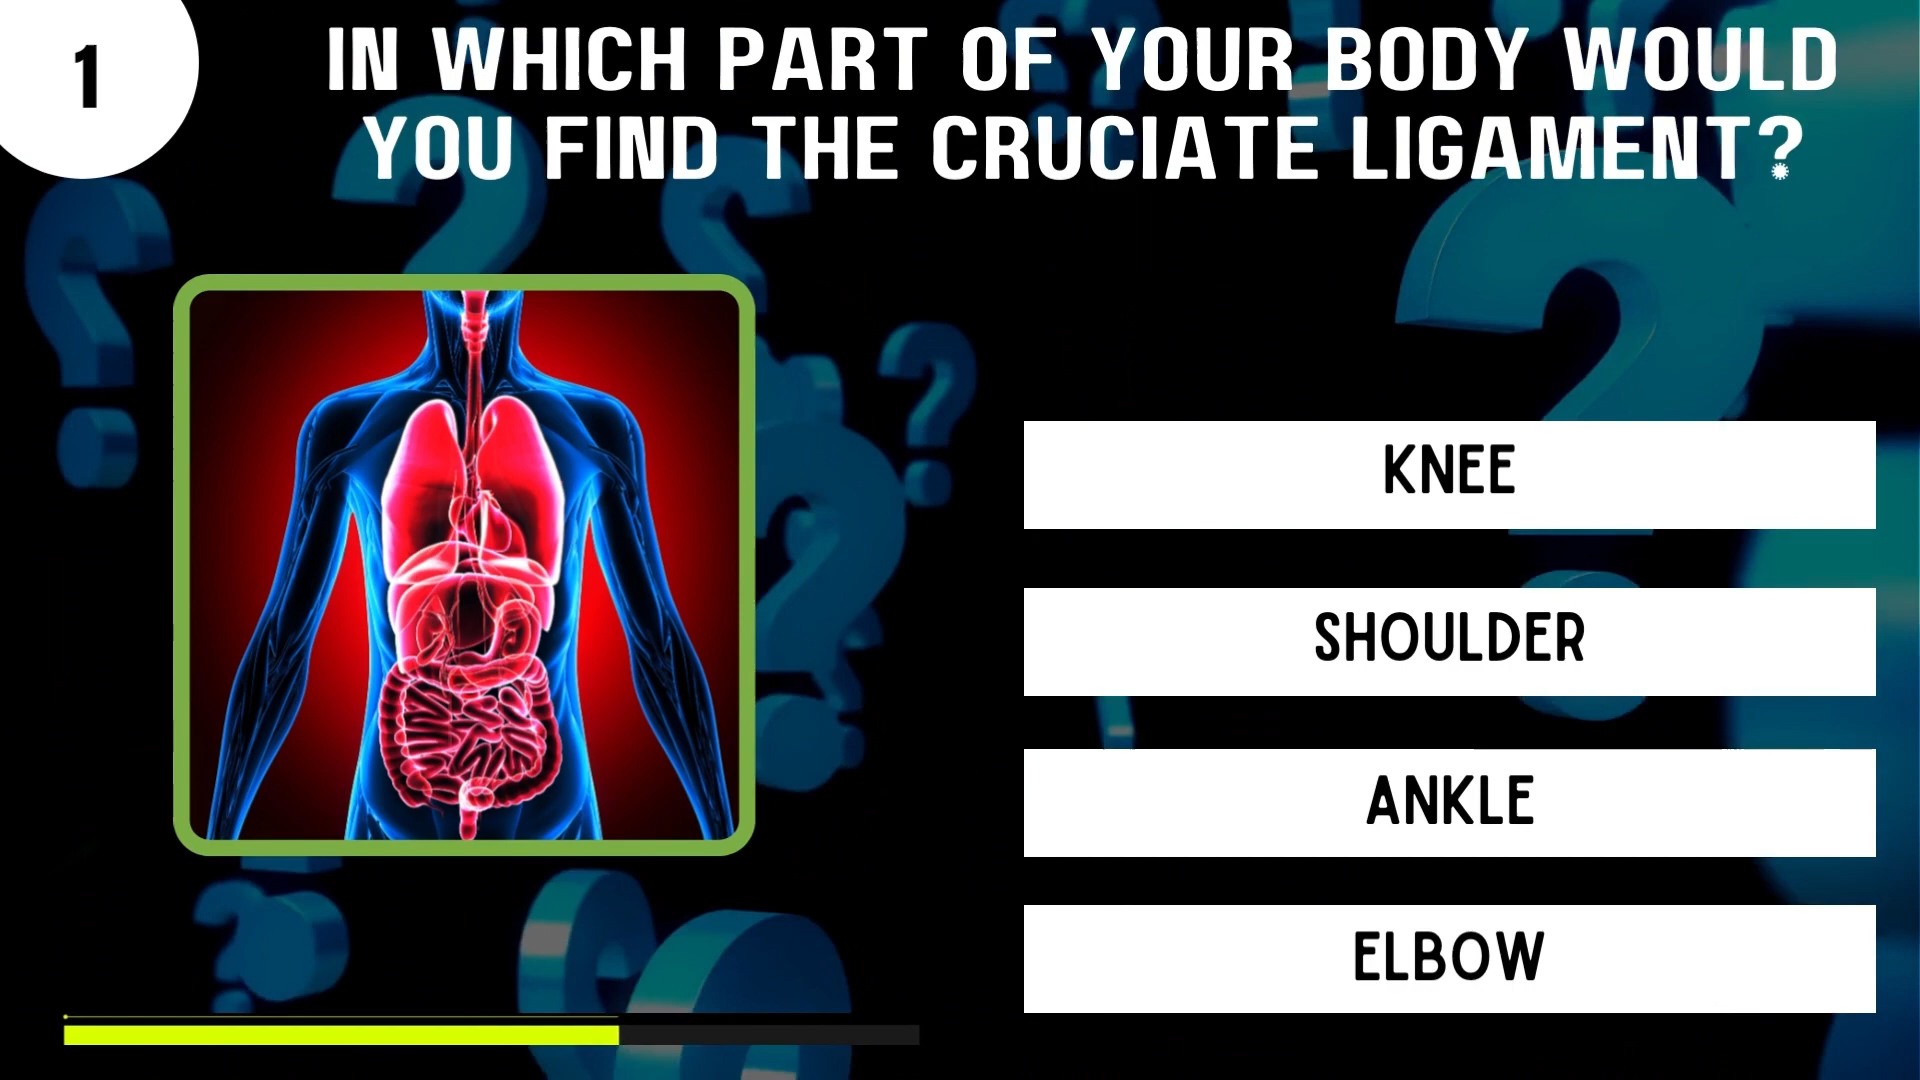 1
IN WHICH PART OF YOUR BODY WOULD
YOU FIND THE CRUCIATE LIGAMENT?
KNEE
SHOULDER
ANKLE
ELBOW